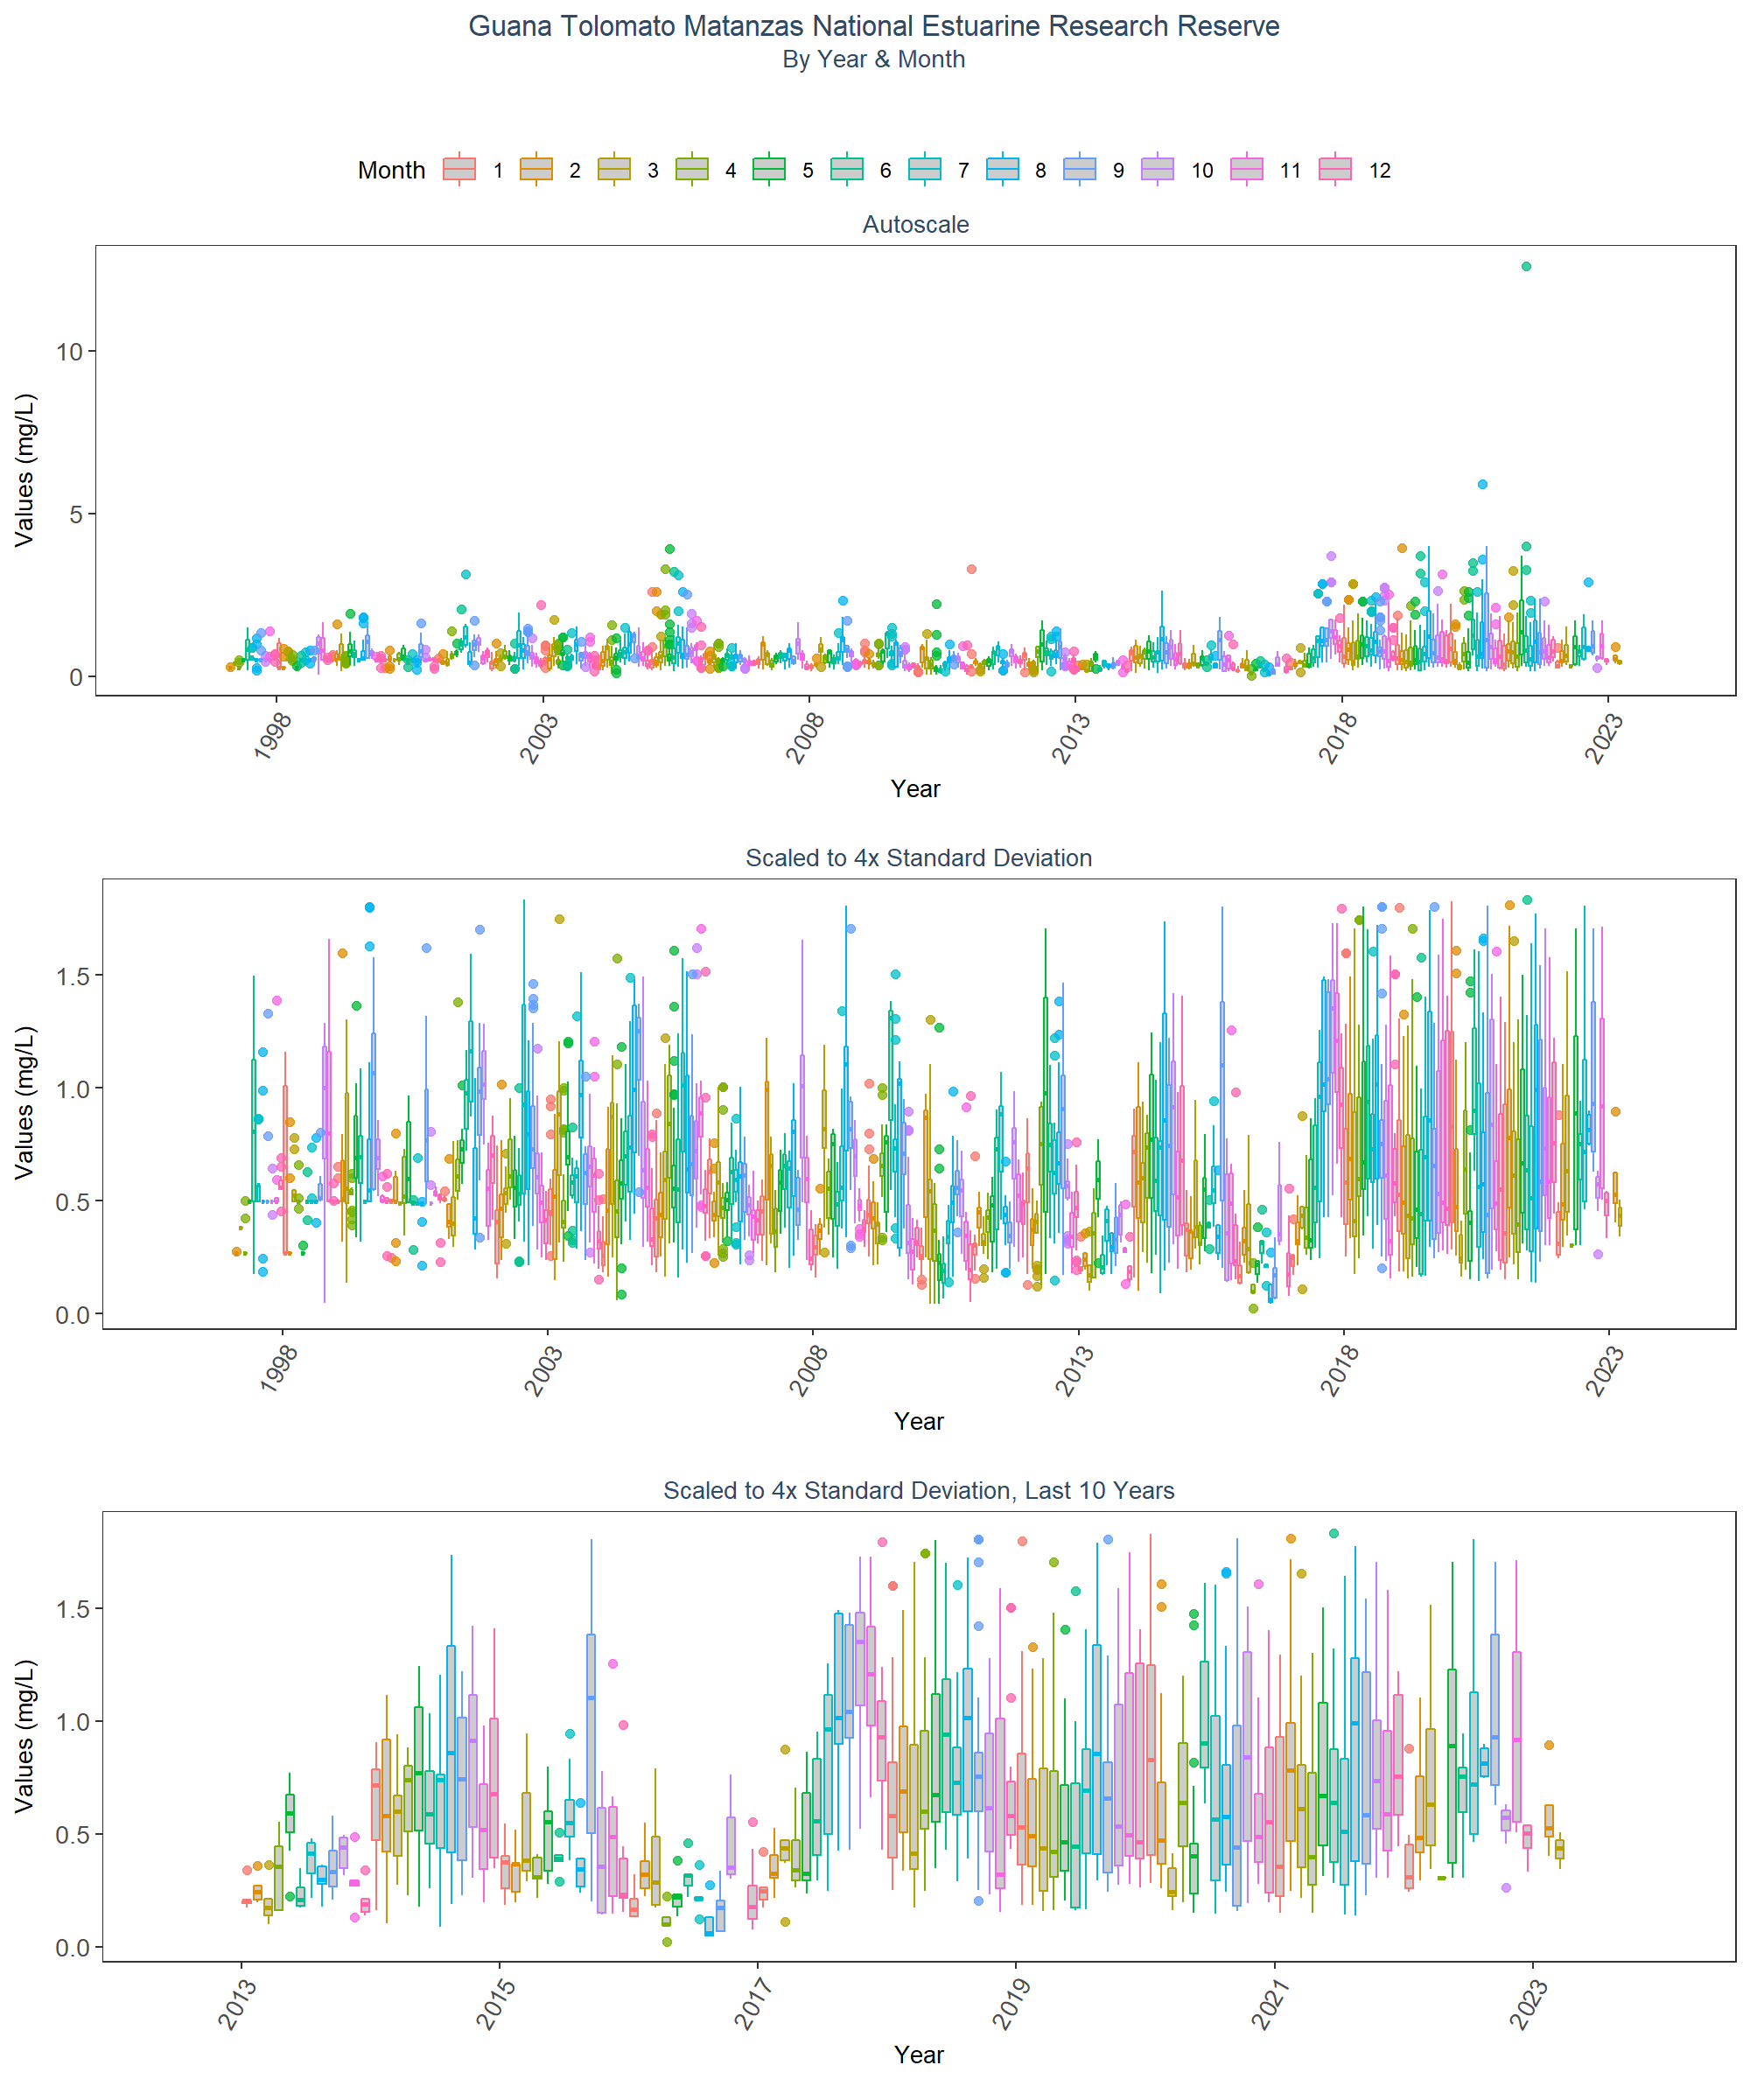 Guana Tolomato Matanzas National Estuarine Research Reserve
By Year & Month
Month 1 2 3 4 5 6 7 8 9 10 11 12
Autoscale
Values (mg/L)
10
5
0
1998 2003 2008 2013 2018 2023
Year
Scaled to 4x Standard Deviation
Values (mg/L)
1.5
1.0
0.5
0.0
1998 2003 2008 2013 2018 2023
Year
Scaled to 4x Standard Deviation, Last 10 Years
Values (mg/L)
1.5
1.0
0.5
0.0
2013 2015 2017 2019 2021 2023
Year